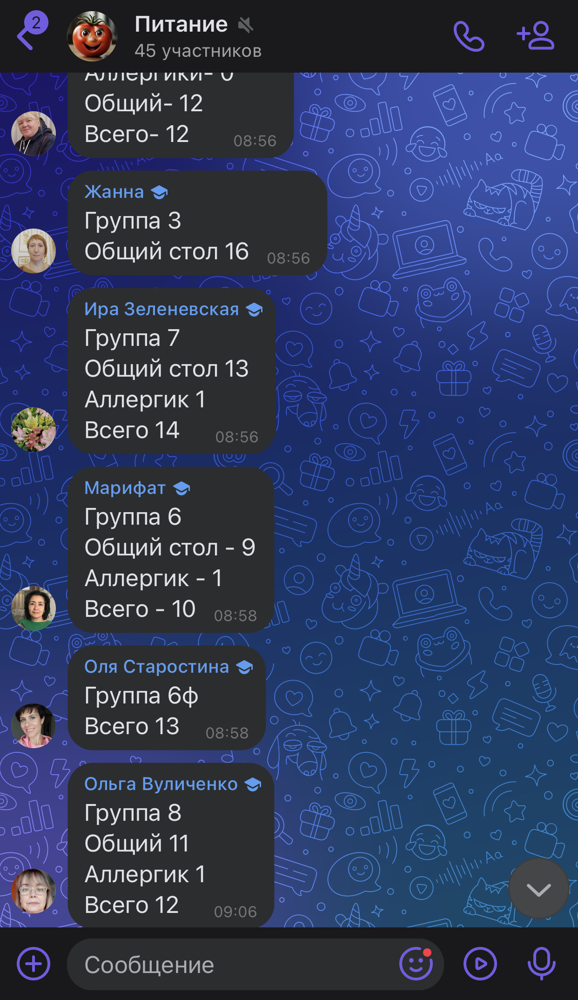 2
Питание
45 участников
Аллергики- 0
Общий- 12
Всего- 12
08:56
Жанна
Группа 3
Общий стол 16
08:56
Ира Зеленевская
Группа 7
Общий стол 13
Аллергик 1
Всего 14
08:56
Марифат
Группа 6
Общий стол - 9
Аллергик - 1
Всего - 10
08:58
Оля Старостина
Группа 6ф
Всего 13
08:58
Ольга Вуличенко
Группа 8
Общий 11
Аллергик 1
Всего 12
09:06
Сообщение